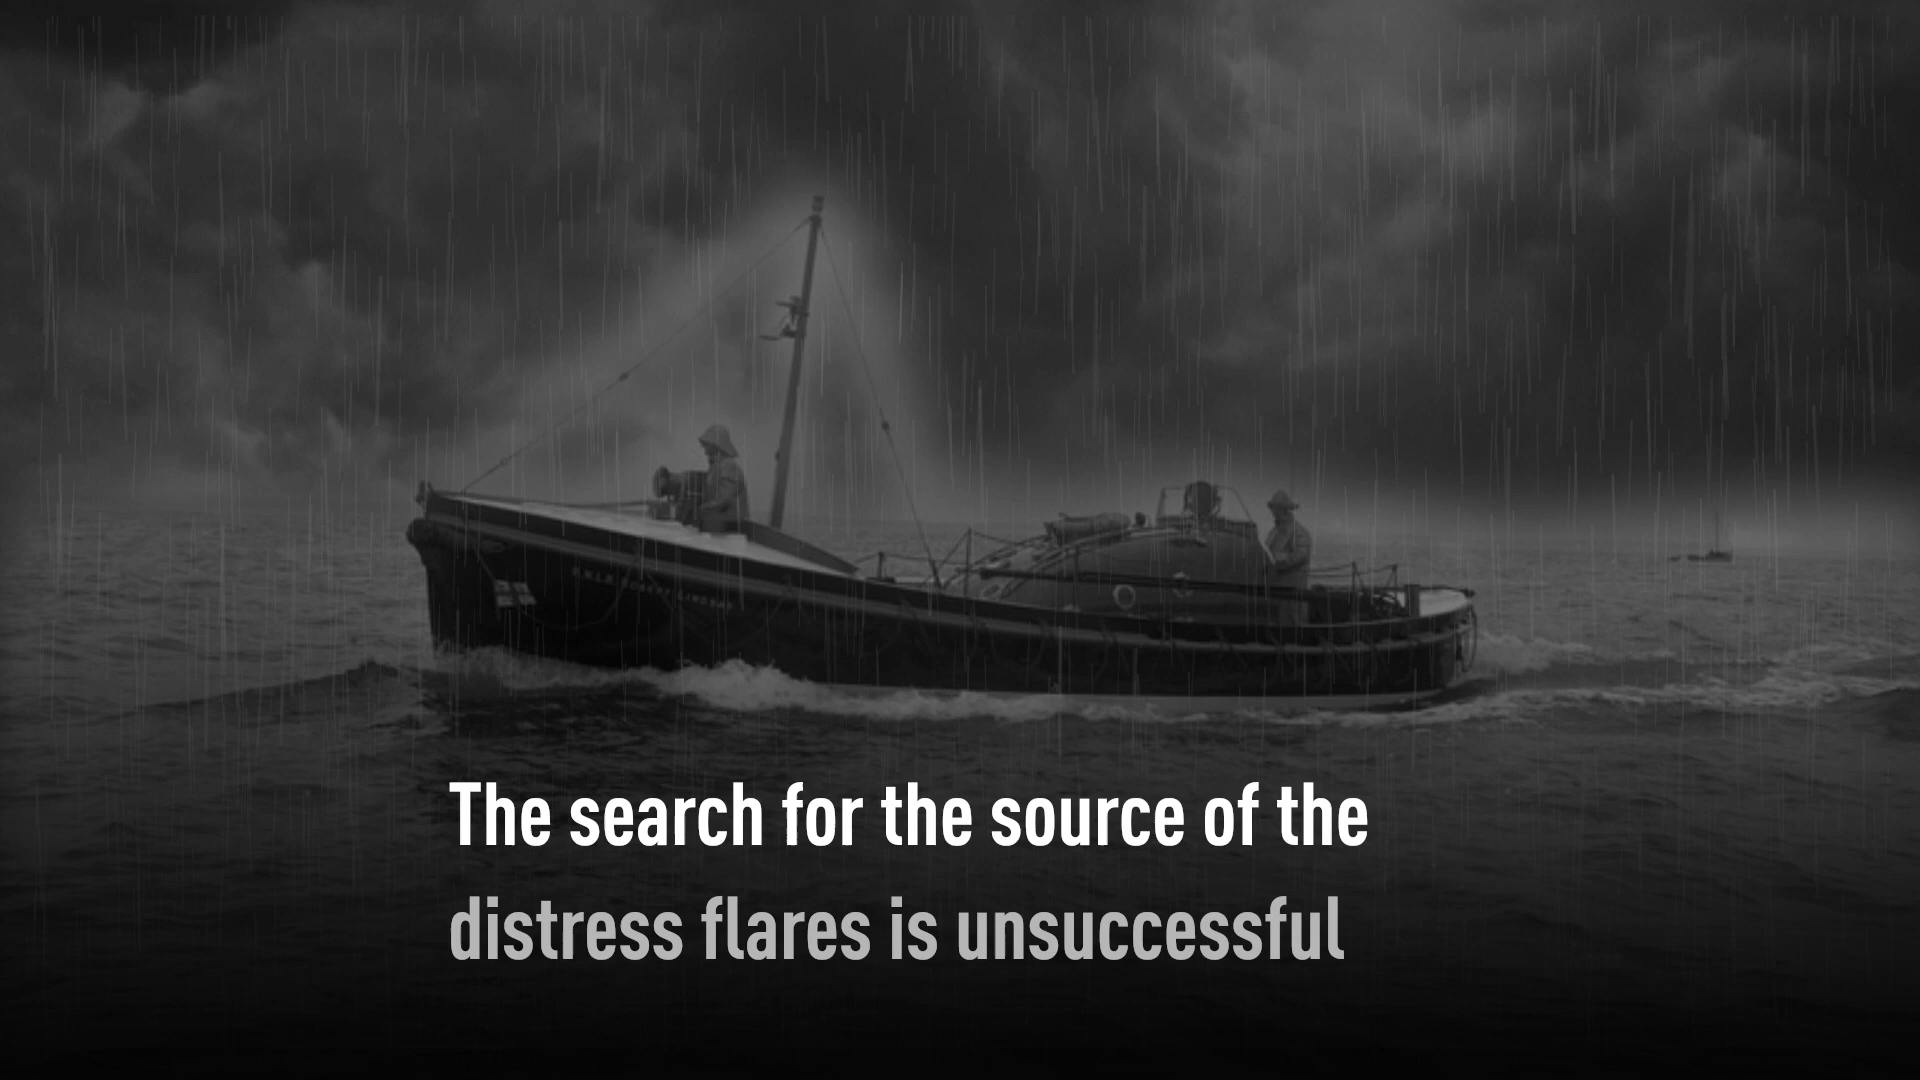 The search for the source of the
distress flares is unsuccessful